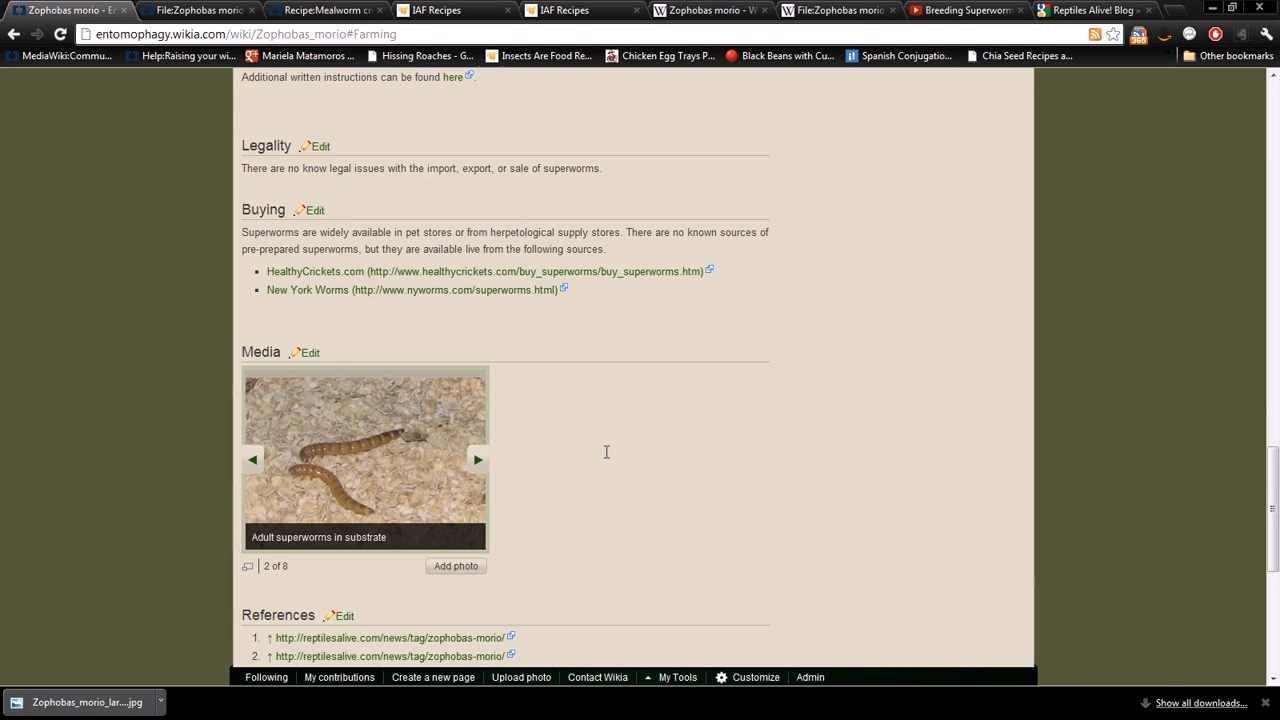 Zophobas morio - E
File:Zophobas morio
Recipe:Mealworm cr
IAF Recipes
IAF Recipes
Zophobas morio - W
File:Zophobas morio
Breeding Superworm
Reptiles Alive! Blog »
entomophagy.wikia.com/wiki/Zophobas_morio#Farming
MediaWiki:Commu...
Help:Raising your wi...
Mariela Matamoros ...
Hissing Roaches - G...
Insects Are Food Re...
Chicken Egg Trays P...
Black Beans with Cu...
Spanish Conjugation...
Chia Seed Recipes a...
Other bookmarks
Additional written instructions can be found here.
Legality Edit
There are no know legal issues with the import, export, or sale of superworms.
Buying Edit
Superworms are widely available in pet stores or from herpetological supply stores. There are no known sources of
pre-prepared superworms, but they are available live from the following sources.
HealthyCrickets.com (http://www.healthycrickets.com/buy_superworms/buy_superworms.htm)
New York Worms (http://www.nyworms.com/superworms.html)
Media Edit
Adult superworms in substrate
2 of 8
Add photo
References Edit
1. ↑ http://reptilesalive.com/news/tag/zophobas-morio/
2. ↑ http://reptilesalive.com/news/tag/zophobas-morio/
Following
My contributions
Create a new page
Upload photo
Contact Wikia
My Tools
Customize
Admin
Zophobas_morio_lar....jpg
Show all downloads...